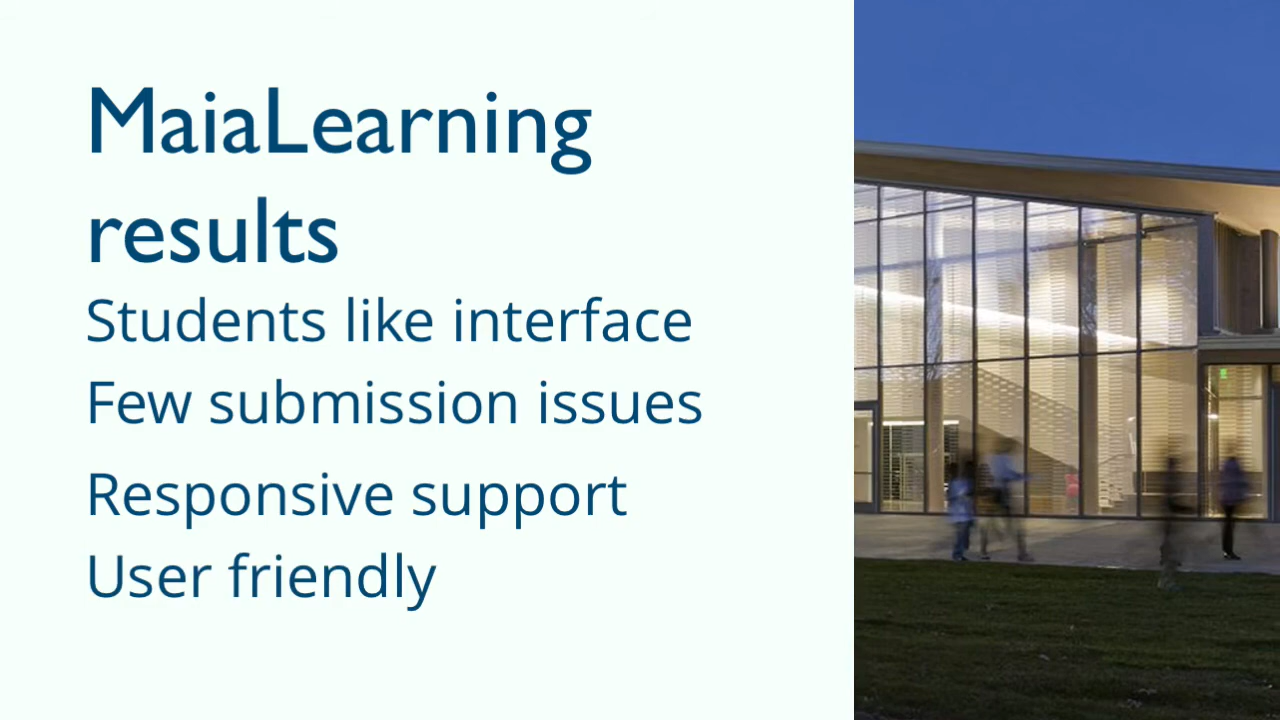 MaiaLearning
results
Students like interface
Few submission issues
Responsive support
User friendly